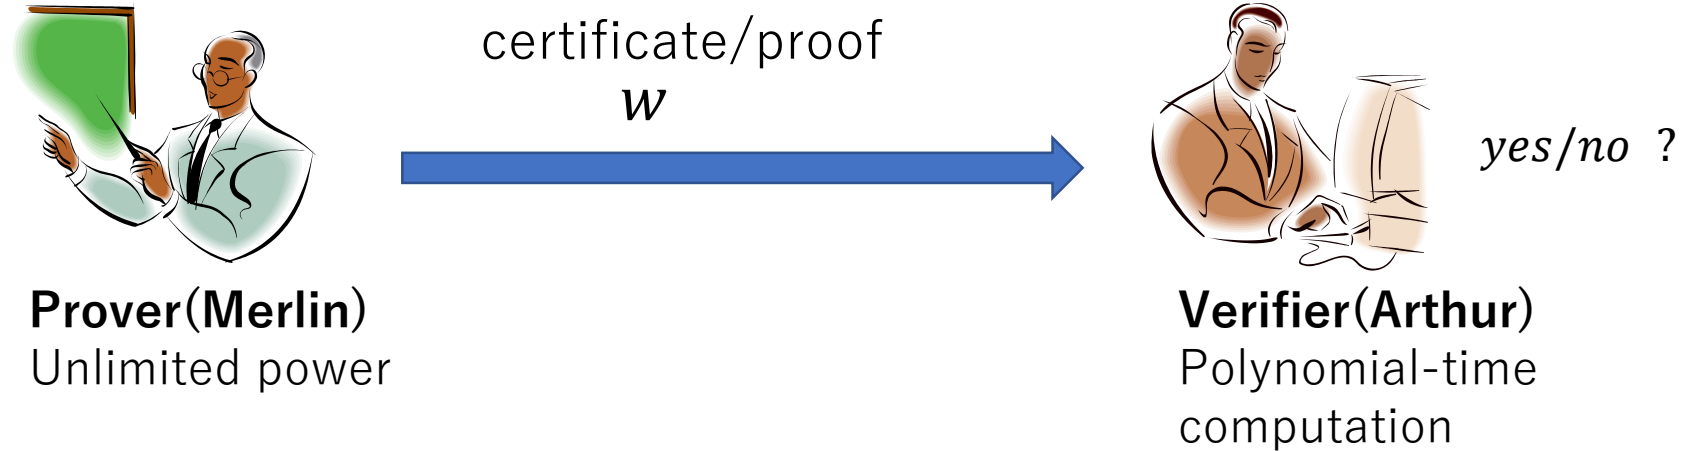 certificate/proof
w
yes/no ?
Prover(Merlin)
Unlimited power
Verifier(Arthur)
Polynomial-time
computation